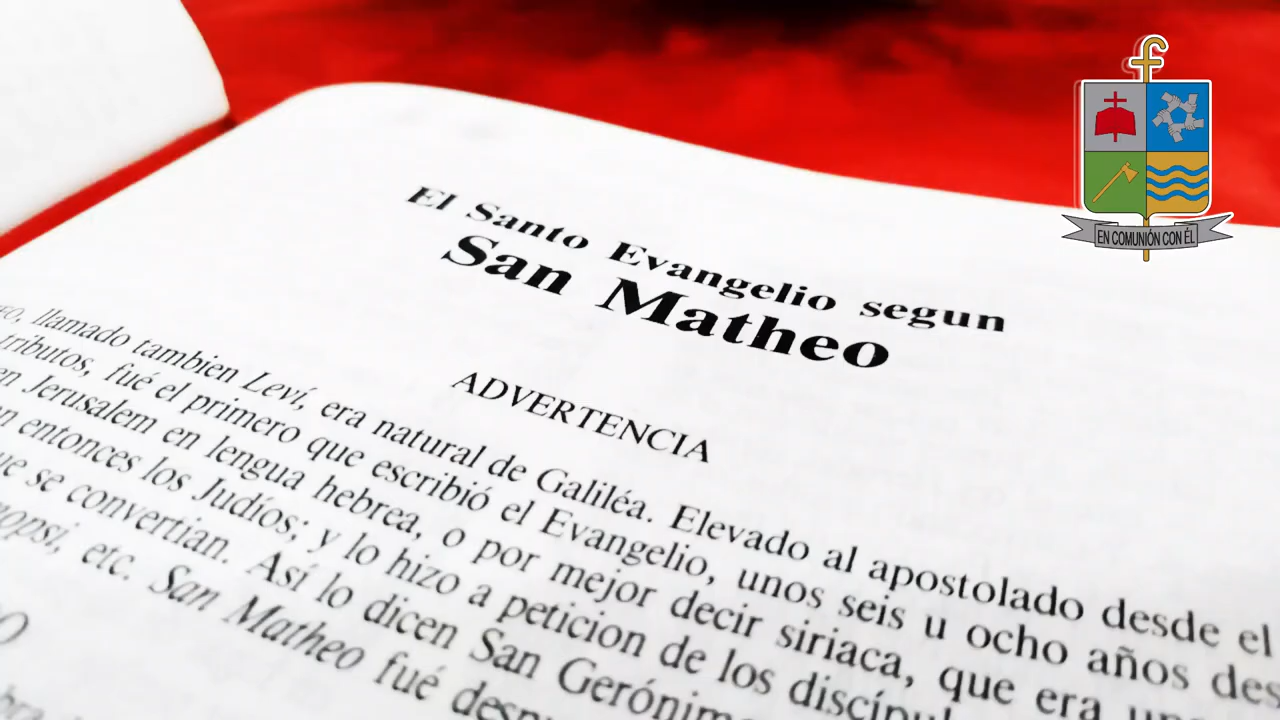 El Santo Evangelio segun
San Matheo
ADVERTENCIA
llamado tambien Leví, era natural de Galiléa. Elevado al apostolado desde el
tributos, fué el primero que escribió el Evangelio, unos seis u ocho años
en Jerusalem en lengua hebrea, o por mejor decir siriaca, que era
entonces los Judíos; y lo hizo a peticion de los
se convertian. Así lo dicen San
etc. San Matheo fué
EN COMUNIÓN CON ÉL